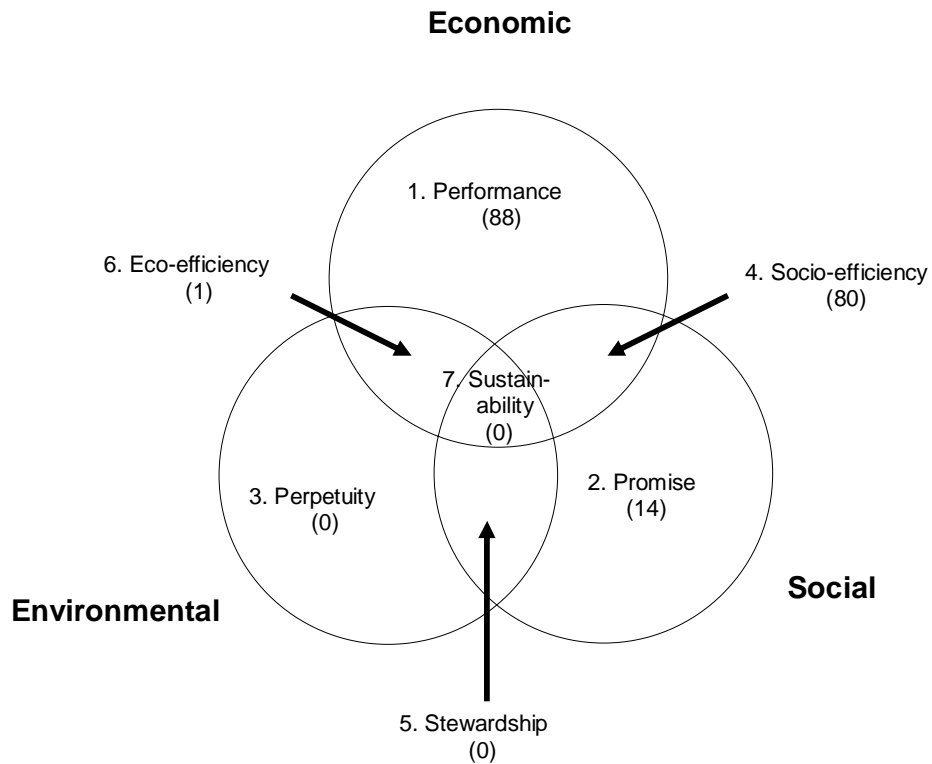 Economic
1. Performance
(88)
6. Eco-efficiency
(1)
4. Socio-efficiency
(80)
7. Sustain-
ability
(0)
3. Perpetuity
(0)
2. Promise
(14)
Environmental
Social
5. Stewardship
(0)